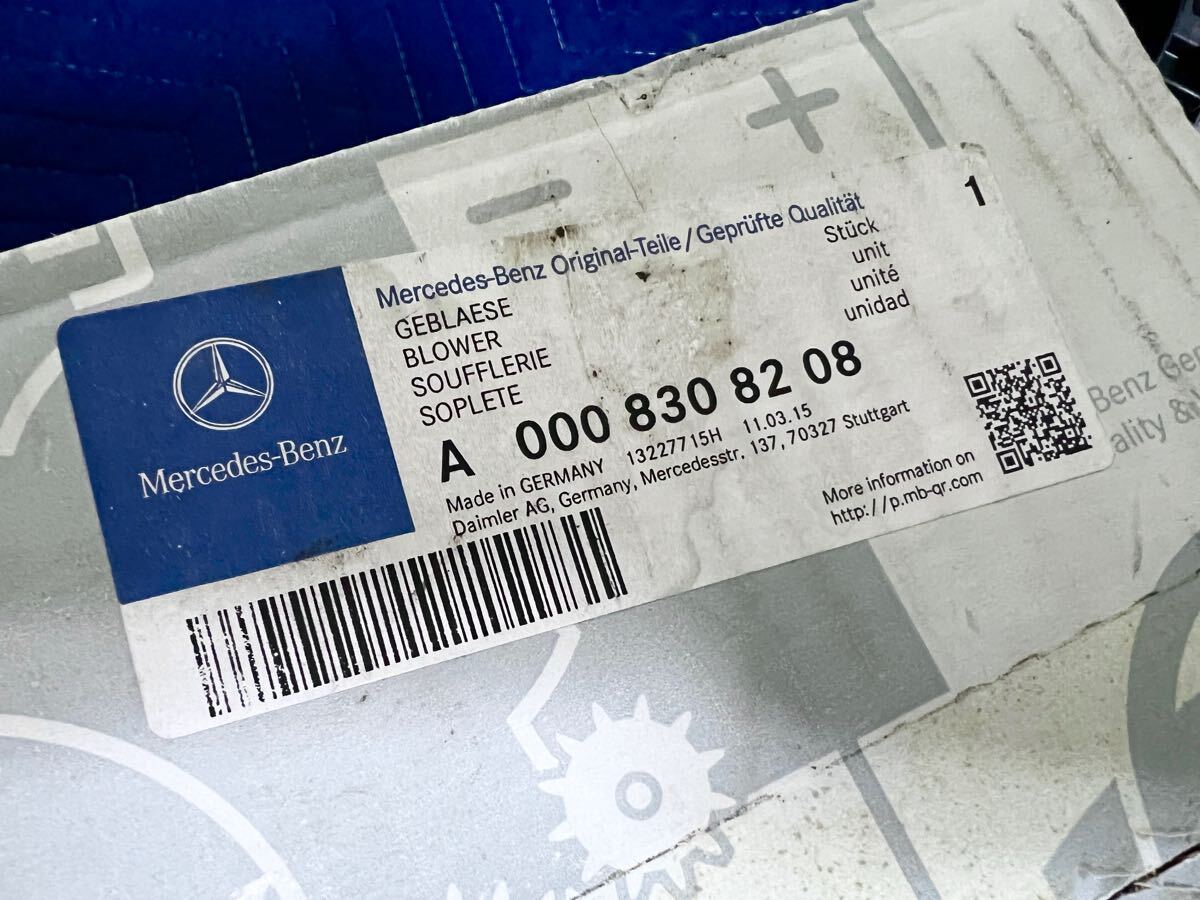 Mercedes-Benz
Mercedes-Benz Original-Teile / Geprüfte Qualität
1
GEBLAESE
BLOWER
SOUFFLERIE
SOPLETE
Stück
unit
unité
unidad
A 000 830 82 08
Made in GERMANY 13227715H 11.03.15
Daimler AG, Germany, Mercedesstr. 137, 70327 Stuttgart
More information on
http://p.mb-qr.com
Benz